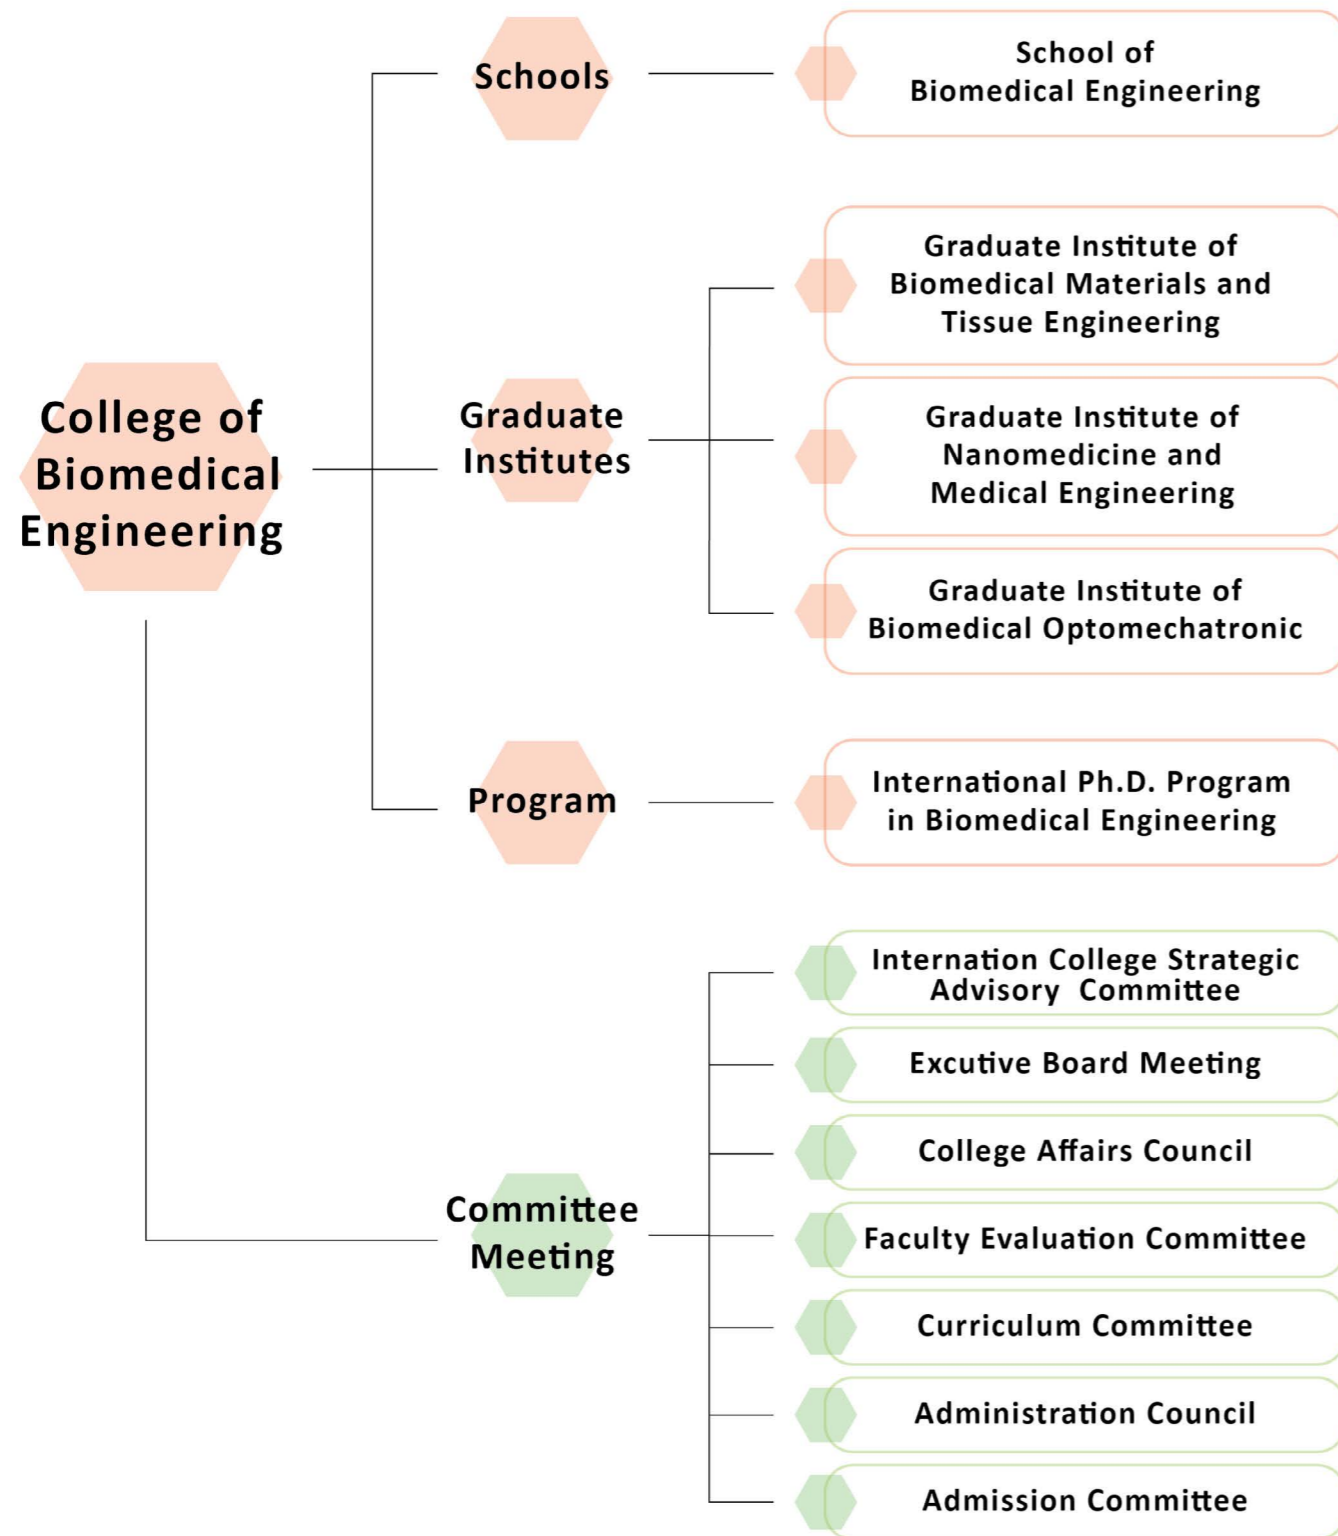 Schools
School of
Biomedical Engineering
Graduate Institute of
Biomedical Materials and
Tissue Engineering
College of
Biomedical
Engineering
Graduate
Institutes
Graduate Institute of
Nanomedicine and
Medical Engineering
Graduate Institute of
Biomedical Optomechatronic
Program
International Ph.D. Program
in Biomedical Engineering
Internation College Strategic
Advisory Committee
Excutive Board Meeting
College Affairs Council
Committee
Meeting
Faculty Evaluation Committee
Curriculum Committee
Administration Council
Admission Committee